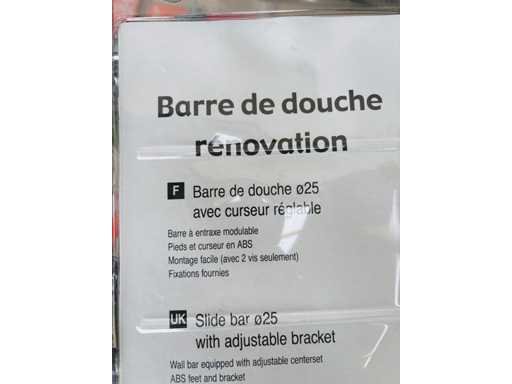 Barre de douche
rénovation
F Barre de douche ø25
avec curseur réglable
Barre à entraxe modulable
Pieds et curseur en ABS
Montage facile (avec 2 vis seulement)
Fixations fournies
UK Slide bar ø25
with adjustable bracket
Wall bar equipped with adjustable centerset
ABS feet and bracket